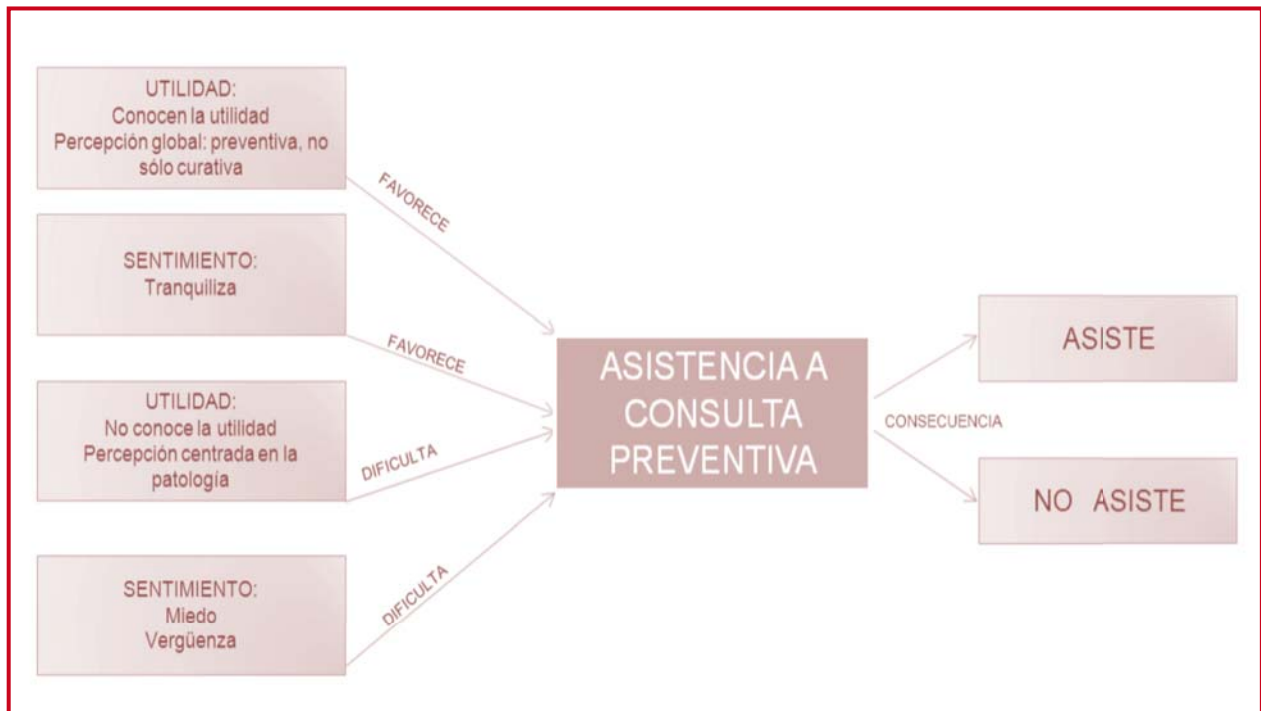 UTILIDAD:
Conocen la utilidad
Percepción global: preventiva, no
sólo curativa
FAVORECE
SENTIMIENTO:
Tranquiliza
FAVORECE
UTILIDAD:
No conoce la utilidad
Percepción centrada en la
patología
DIFICULTA
SENTIMIENTO:
Miedo
Vergüenza
DIFICULTA
ASISTENCIA A
CONSULTA
PREVENTIVA
CONSECUENCIA
ASISTE
NO ASISTE